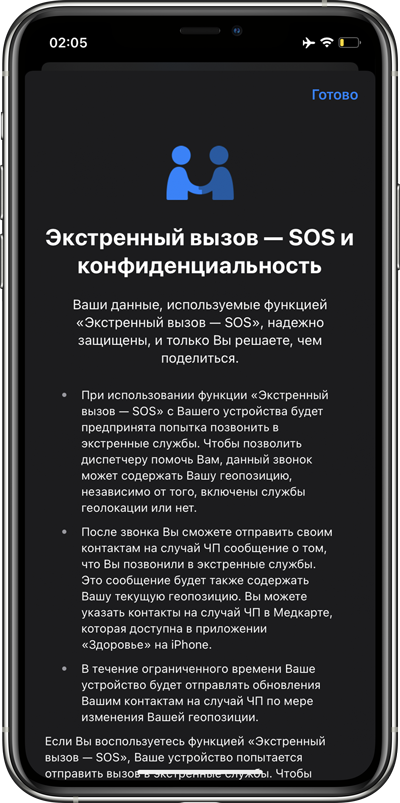 02:05
Готово
Экстренный вызов — SOS и
конфиденциальность
Ваши данные, используемые функцией
«Экстренный вызов — SOS», надежно
защищены, и только Вы решаете, чем
поделиться.
• При использовании функции «Экстренный
вызов — SOS» с Вашего устройства будет
предпринята попытка позвонить в
экстренные службы. Чтобы позволить
диспетчеру помочь Вам, данный звонок
может содержать Вашу геопозицию,
независимо от того, включены службы
геолокации или нет.
• После звонка Вы сможете отправить своим
контактам на случай ЧП сообщение о том,
что Вы позвонили в экстренные службы.
Это сообщение будет также содержать
Вашу текущую геопозицию. Вы можете
указать контакты на случай ЧП в Медкарте,
которая доступна в приложении
«Здоровье» на iPhone.
• В течение ограниченного времени Ваше
устройство будет отправлять обновления
Вашим контактам на случай ЧП по мере
изменения Вашей геопозиции.
Если Вы воспользуетесь функцией «Экстренный
вызов — SOS», Ваше устройство попытается
отправить вызов в экстренные службы. Чтобы